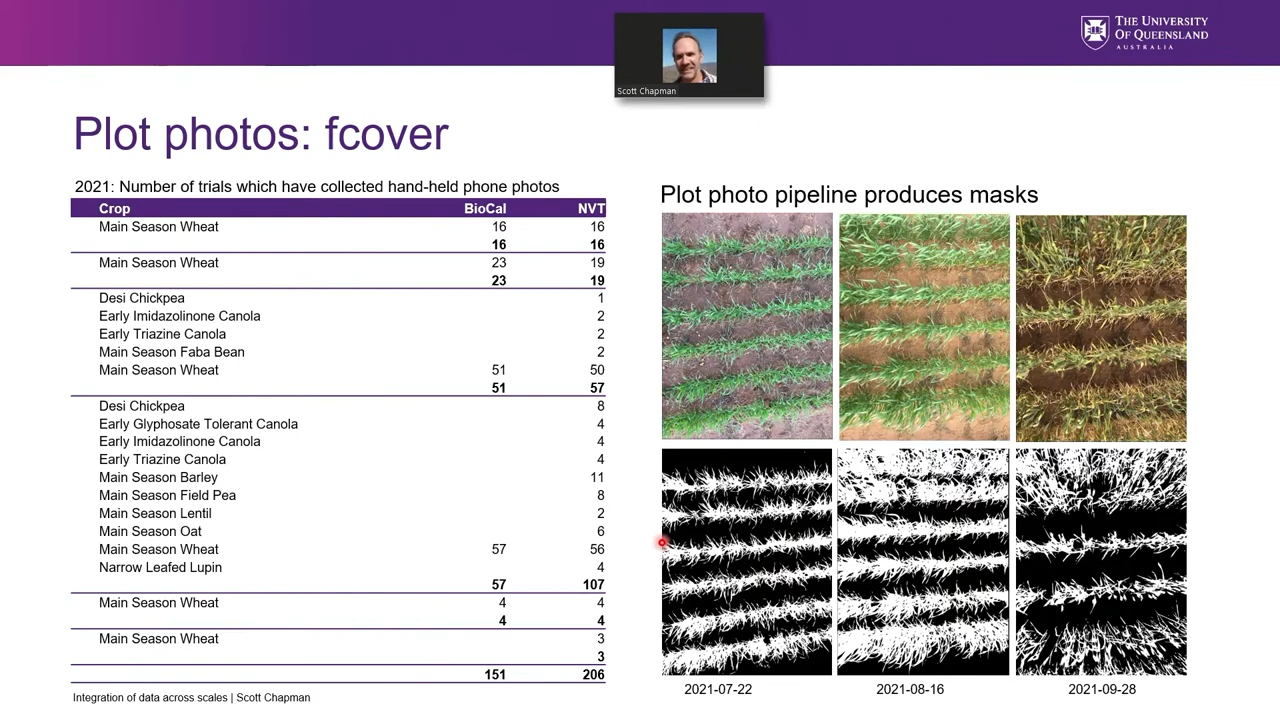 THE UNIVERSITY
OF QUEENSLAND
AUSTRALIA
Scott Chapman
Plot photos: fcover
2021: Number of trials which have collected hand-held phone photos
Crop BioCal NVT
Main Season Wheat 16 16
16 16
Main Season Wheat 23 19
23 19
Desi Chickpea 1
Early Imidazolinone Canola 2
Early Triazine Canola 2
Main Season Faba Bean 2
Main Season Wheat 51 50
51 57
Desi Chickpea 8
Early Glyphosate Tolerant Canola 4
Early Imidazolinone Canola 4
Early Triazine Canola 4
Main Season Barley 11
Main Season Field Pea 8
Main Season Lentil 2
Main Season Oat 6
Main Season Wheat 57 56
Narrow Leafed Lupin 4
57 107
Main Season Wheat 4 4
4 4
Main Season Wheat 3
3
151 206
Integration of data across scales | Scott Chapman
Plot photo pipeline produces masks
2021-07-22 2021-08-16 2021-09-28